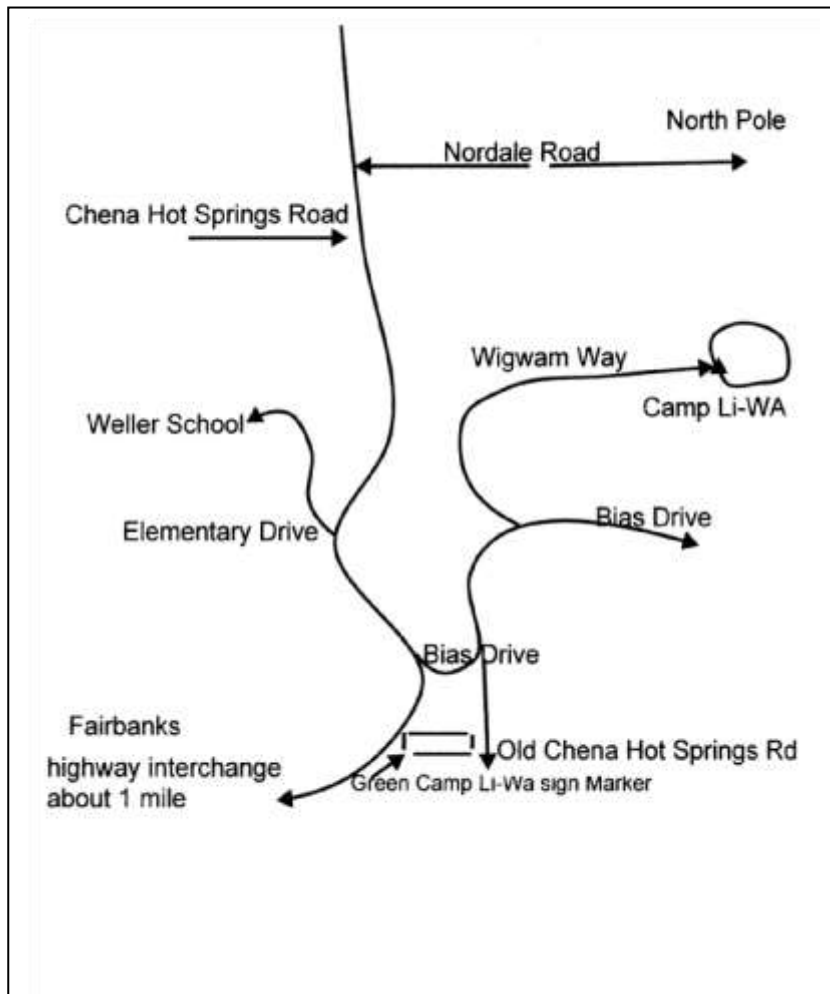 North Pole
Nordale Road
Chena Hot Springs Road
Wigwam Way
Camp Li-WA
Weller School
Bias Drive
Elementary Drive
Bias Drive
Fairbanks
highway interchange
about 1 mile
Old Chena Hot Springs Rd
Green Camp Li-Wa sign Marker